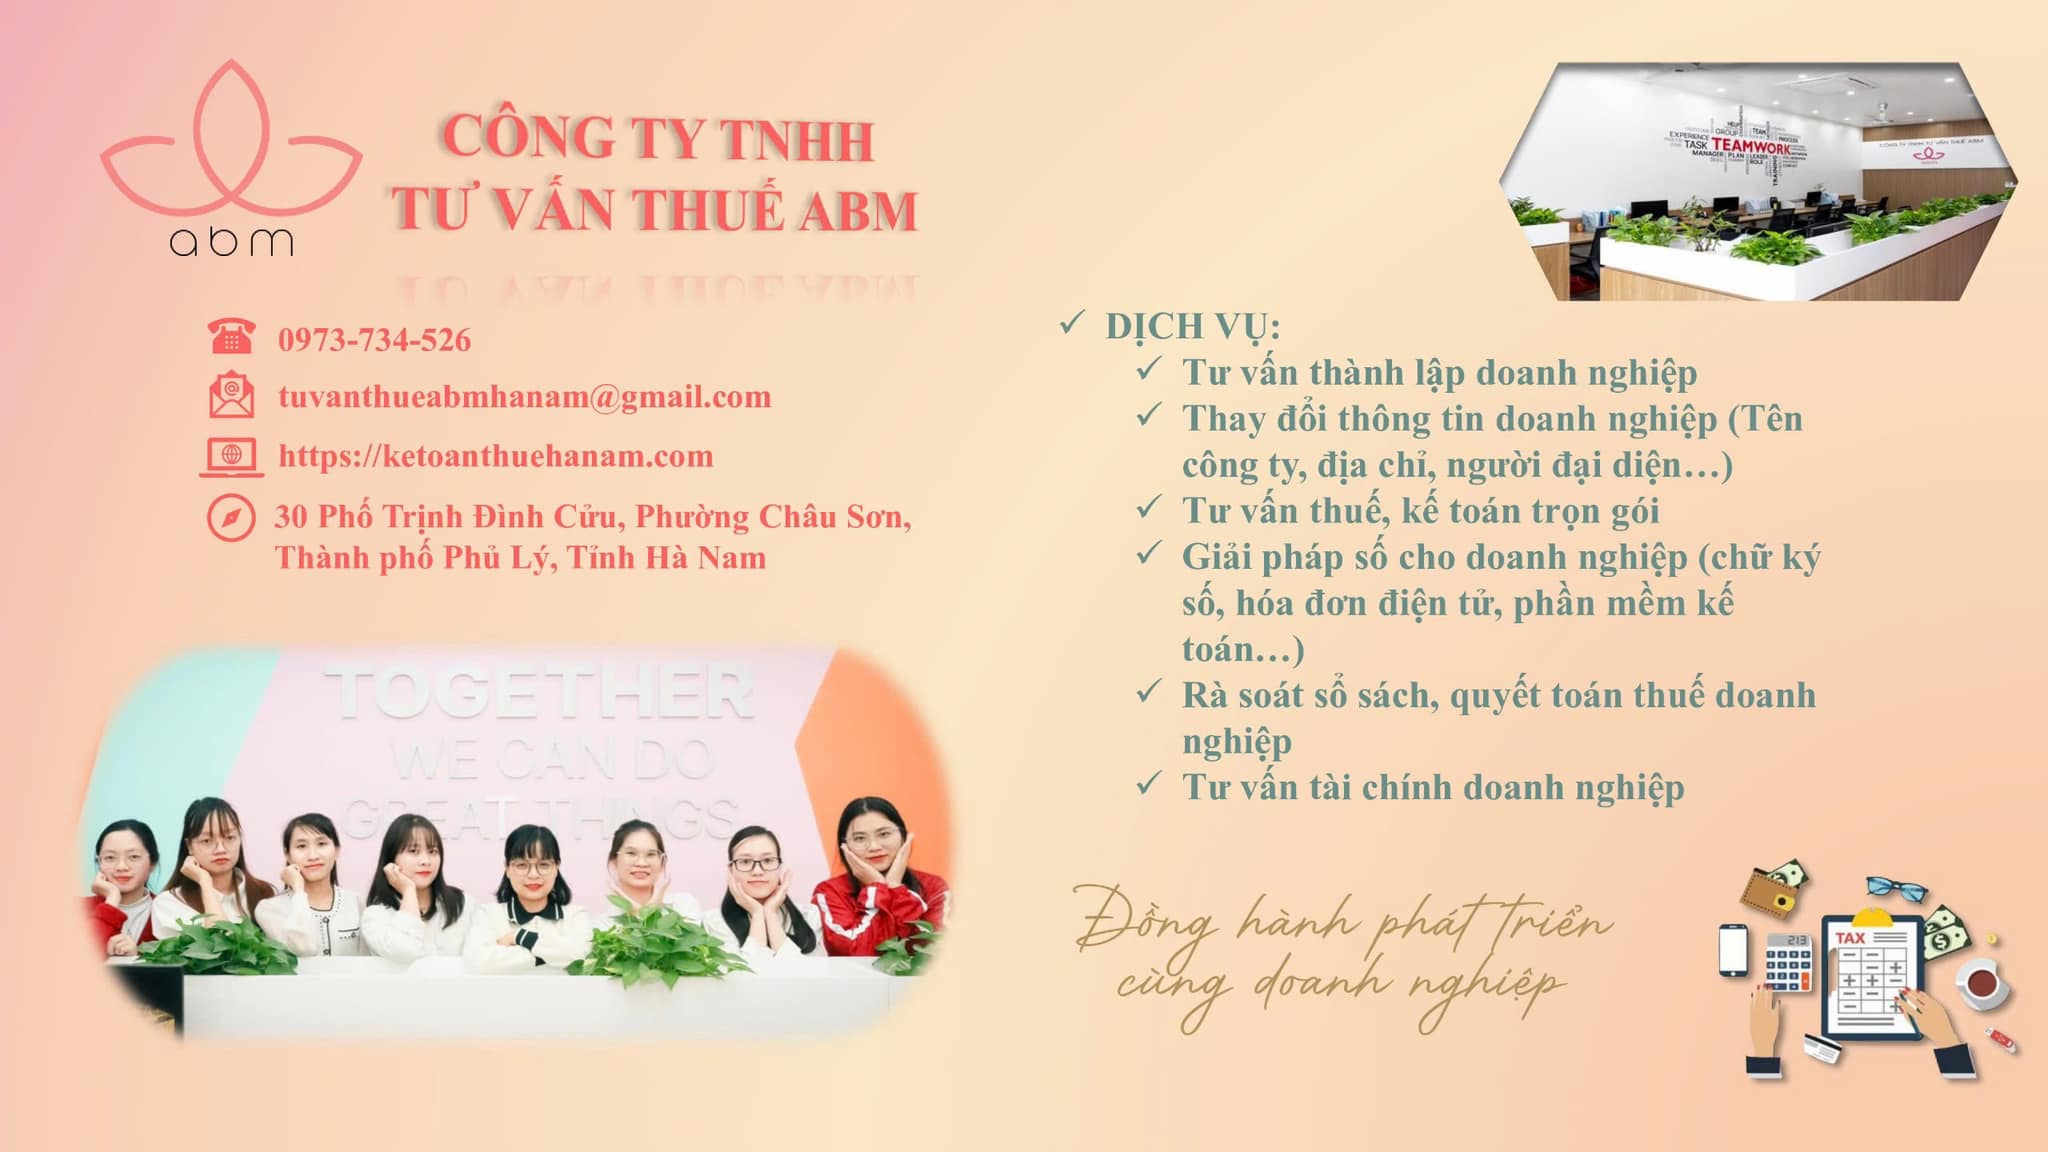 abm
CÔNG TY TNHH
TƯ VẤN THUẾ ABM
0973-734-526
tuvanthueabmhanam@gmail.com
https://ketoanthuehanam.com
30 Phố Trịnh Đình Cửu, Phường Châu Sơn,
Thành phố Phủ Lý, Tỉnh Hà Nam
TOGETHER
WE CAN DO
GREAT THINGS
HELP
EXPERIENCE GROUP TEAM PROCESS
TASK TEAMWORK
MANAGER PLAN LEADER
ROLE
TRAINING
CÔNG TY TNHH TƯ VẤN THUẾ ABM
DỊCH VỤ:
Tư vấn thành lập doanh nghiệp
Thay đổi thông tin doanh nghiệp (Tên
công ty, địa chỉ, người đại diện…)
Tư vấn thuế, kế toán trọn gói
Giải pháp số cho doanh nghiệp (chữ ký
số, hóa đơn điện tử, phần mềm kế
toán…)
Rà soát sổ sách, quyết toán thuế doanh
nghiệp
Tư vấn tài chính doanh nghiệp
Đồng hành phát triển
cùng doanh nghiệp
213
TAX